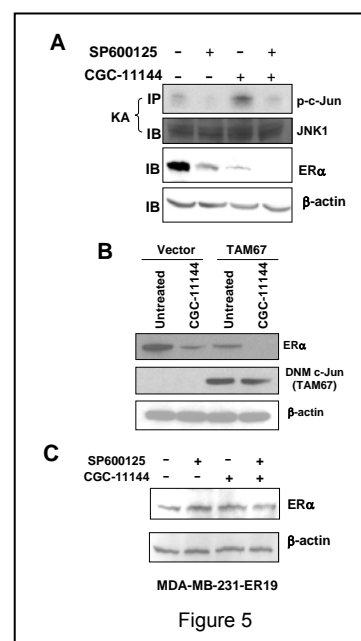 A
SP600125 – + – +
CGC-11144 – – + +
KA
IP p-c-Jun
IB JNK1
IB ERα
IB β-actin
B
Vector TAM67
Untreated CGC-11144 Untreated CGC-11144
ERα
DNM c-Jun
(TAM67)
β-actin
C
SP600125 – + – +
CGC-11144 – – + +
ERα
β-actin
MDA-MB-231-ER19
Figure 5